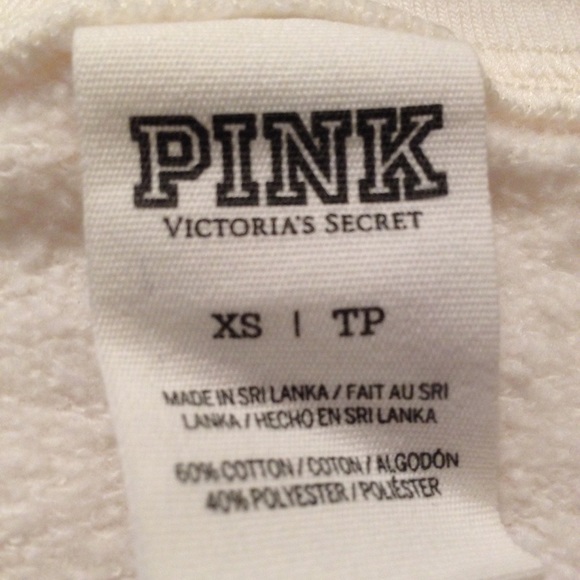 PINK
VICTORIA'S SECRET
XS | TP
MADE IN SRI LANKA / FAIT AU SRI
LANKA / HECHO EN SRI LANKA
60% COTTON / COTON / ALGODÓN
40% POLYESTER / POLIÉSTER